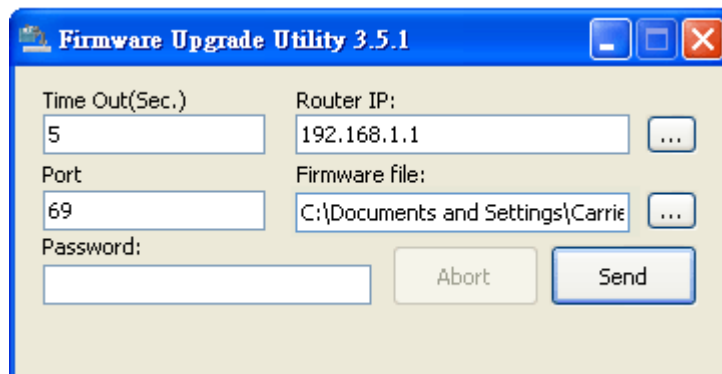 Firmware Upgrade Utility 3.5.1
Time Out(Sec.) Router IP:
5 192.168.1.1 ...
Port Firmware file:
69 C:\Documents and Settings\Carrie ...
Password:
Abort Send